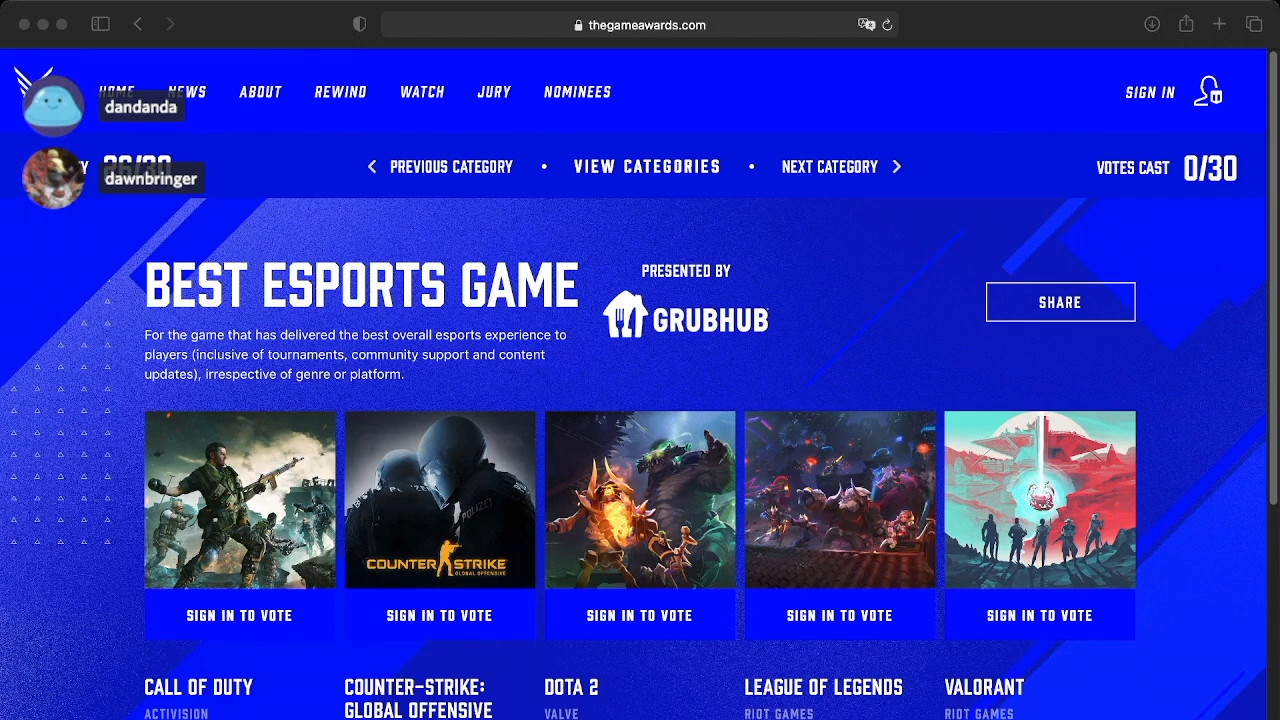 thegameawards.com
HOME NEWS ABOUT REWIND WATCH JURY NOMINEES SIGN IN
dandanda
26/30 PREVIOUS CATEGORY • VIEW CATEGORIES • NEXT CATEGORY VOTES CAST 0/30
dawnbringer
BEST ESPORTS GAME
For the game that has delivered the best overall esports experience to
players (inclusive of tournaments, community support and content
updates), irrespective of genre or platform.
PRESENTED BY
GRUBHUB
SHARE
POLIZEI
COUNTER STRIKE
GLOBAL OFFENSIVE
SIGN IN TO VOTE SIGN IN TO VOTE SIGN IN TO VOTE SIGN IN TO VOTE SIGN IN TO VOTE
CALL OF DUTY
ACTIVISION
COUNTER-STRIKE:
GLOBAL OFFENSIVE
DOTA 2
VALVE
LEAGUE OF LEGENDS
RIOT GAMES
VALORANT
RIOT GAMES